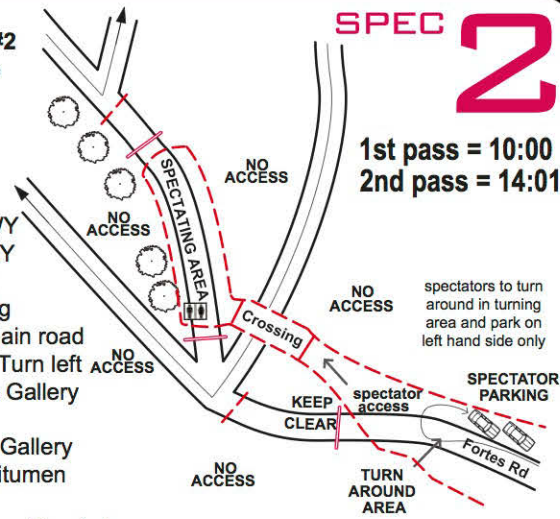 #2
SPEC 2
1st pass = 10:00
2nd pass = 14:01
NO
ACCESS
SPECTATING AREA
NO
ACCESS
WY
Y
NO
ACCESS
spectators to turn
around in turning
area and park on
left hand side only
g
ain road
Turn left
Gallery
NO
ACCESS
Crossing
SPECTATOR
PARKING
spectator
access
KEEP
CLEAR
Gallery
itumen
Fortes Rd
NO
ACCESS
TURN
AROUND
AREA